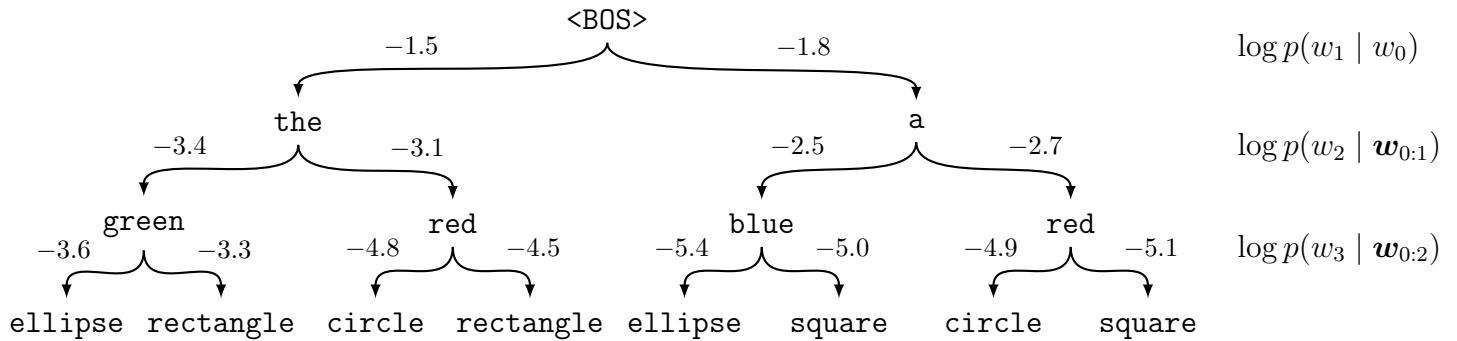 <BOS>
−1.5 −1.8 log p(w₁ | w₀)
the a
−3.4 −3.1 −2.5 −2.7 log p(w₂ | w₀:₁)
green red blue red
−3.6 −3.3 −4.8 −4.5 −5.4 −5.0 −4.9 −5.1 log p(w₃ | w₀:₂)
ellipse rectangle circle rectangle ellipse square circle square